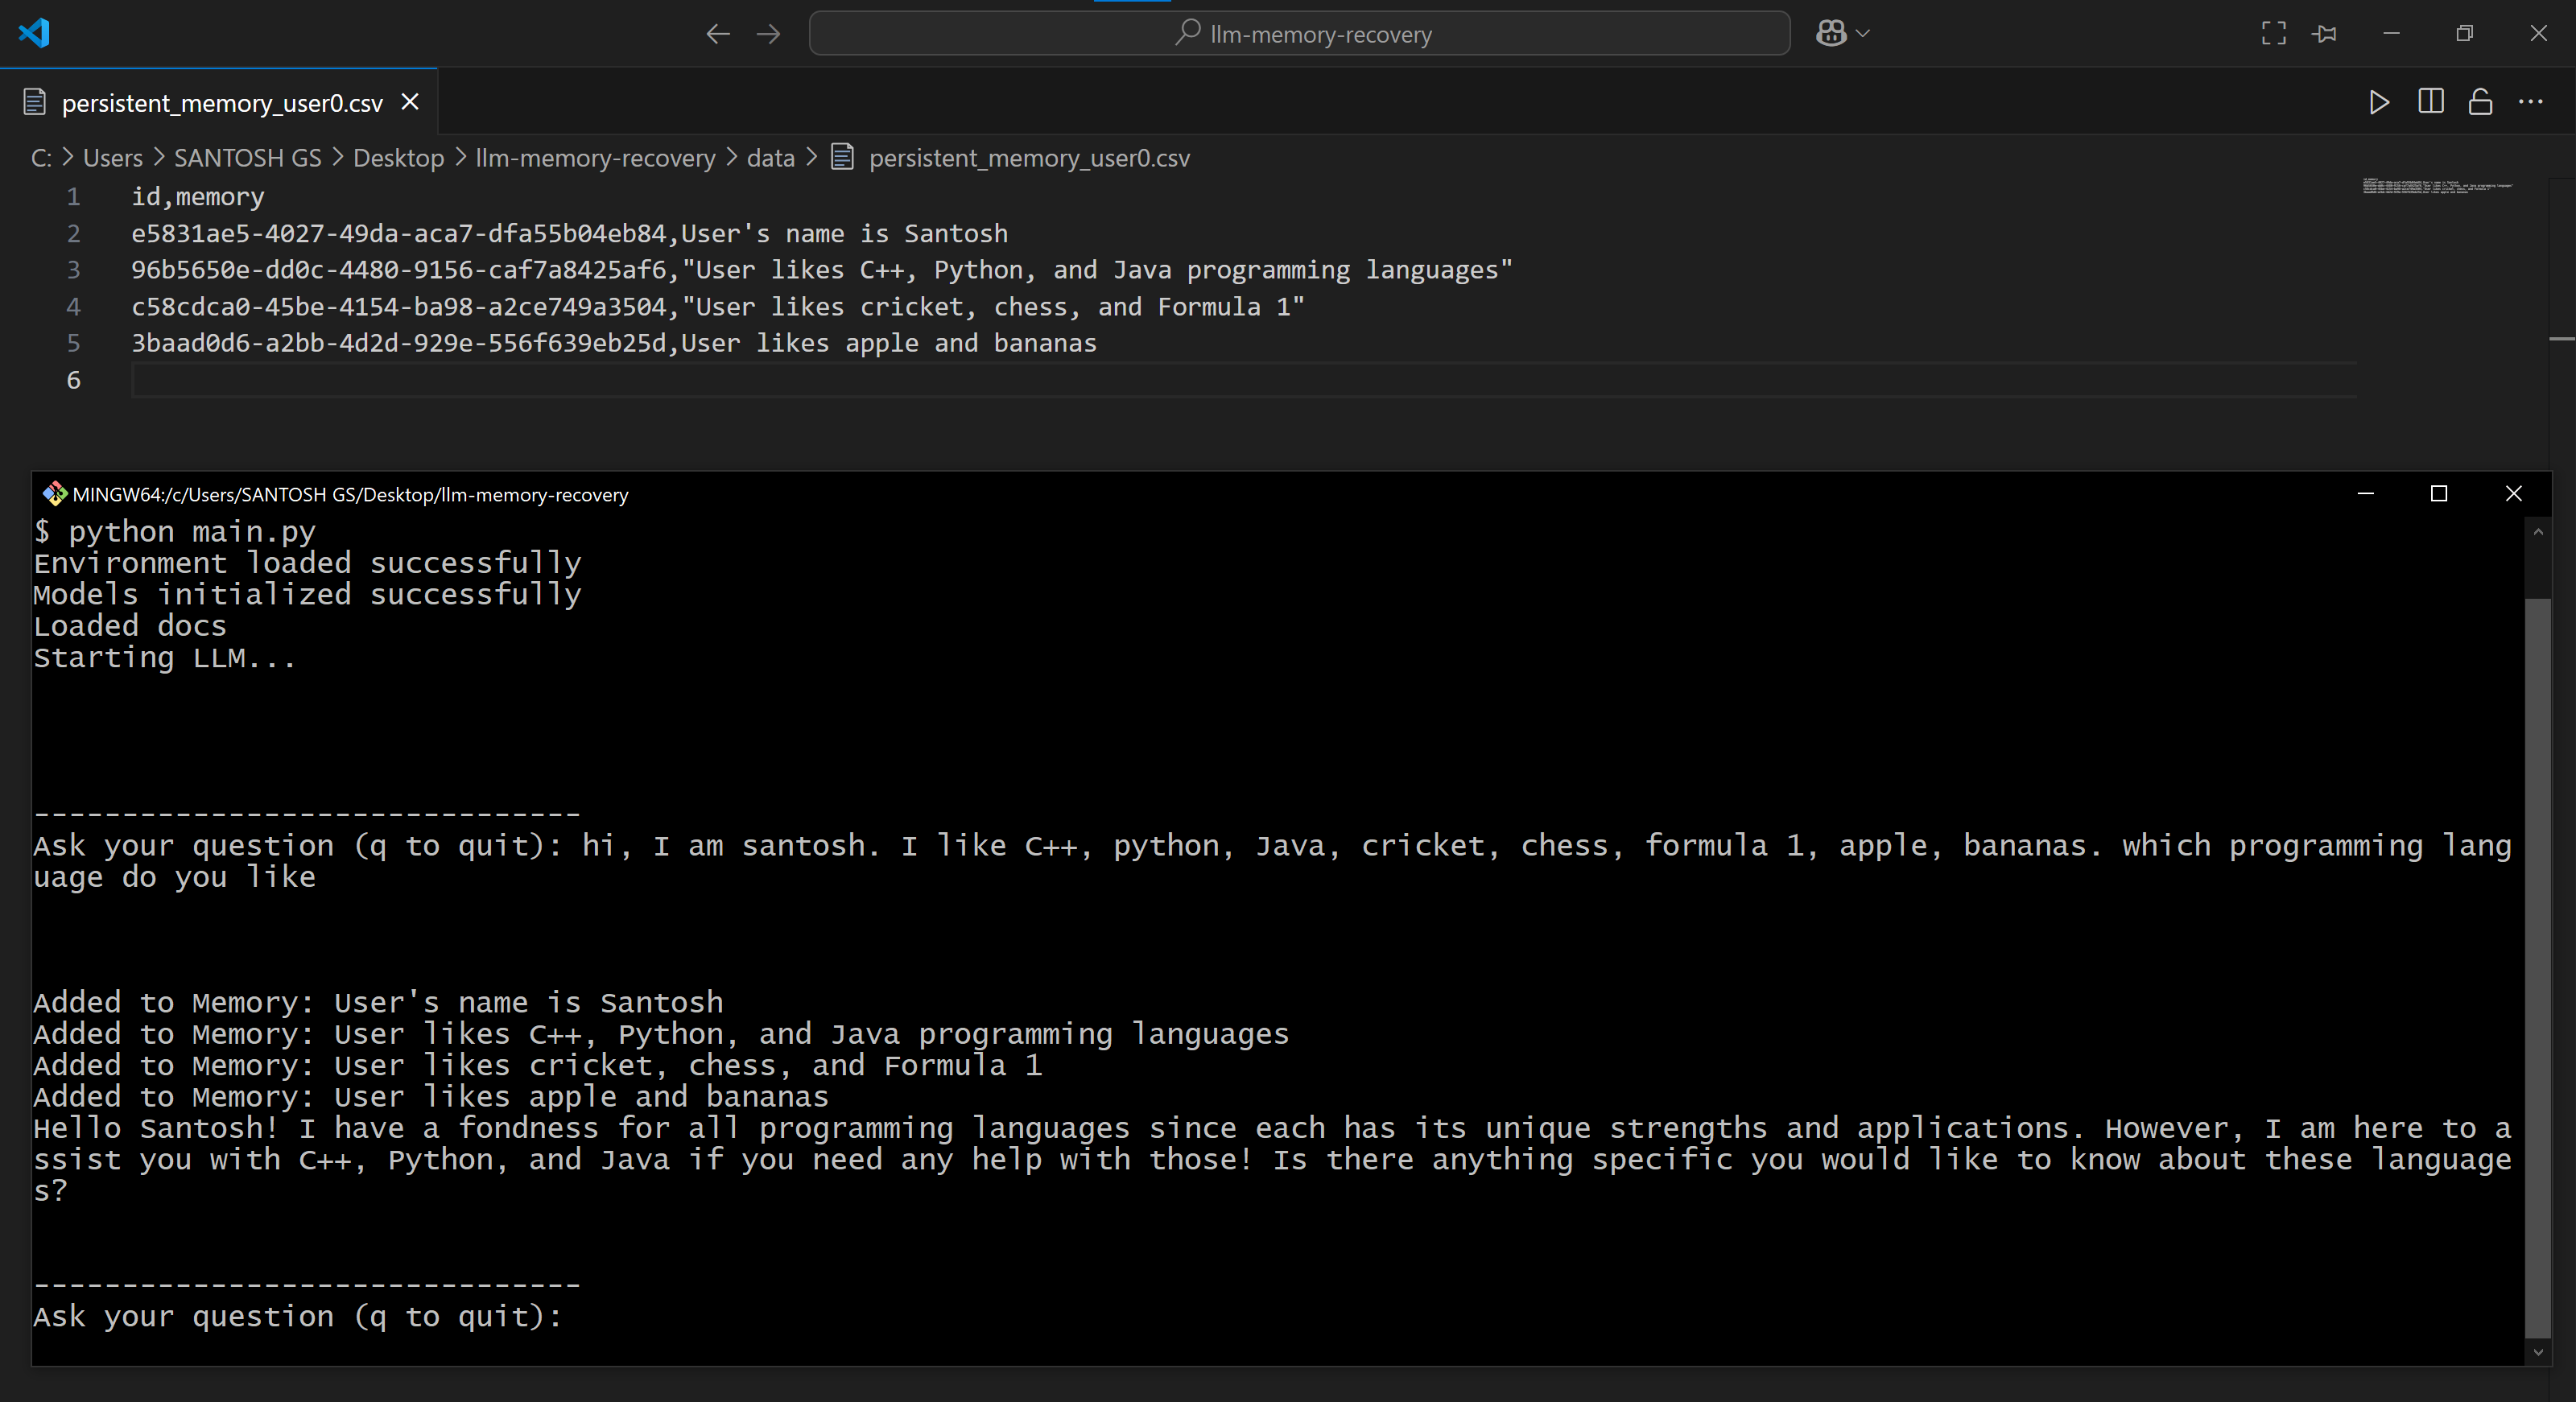 llm-memory-recovery
persistent_memory_user0.csv
C: > Users > SANTOSH GS > Desktop > llm-memory-recovery > data > persistent_memory_user0.csv
1 id,memory
2 e5831ae5-4027-49da-aca7-dfa55b04eb84,User's name is Santosh
3 96b5650e-dd0c-4480-9156-caf7a8425af6,"User likes C++, Python, and Java programming languages"
4 c58cdca0-45be-4154-ba98-a2ce749a3504,"User likes cricket, chess, and Formula 1"
5 3baad0d6-a2bb-4d2d-929e-556f639eb25d,User likes apple and bananas
6
MINGW64:/c/Users/SANTOSH GS/Desktop/llm-memory-recovery
$ python main.py
Environment loaded successfully
Models initialized successfully
Loaded docs
Starting LLM...
-------------------------------
Ask your question (q to quit): hi, I am santosh. I like C++, python, Java, cricket, chess, formula 1, apple, bananas. which programming lang
uage do you like
Added to Memory: User's name is Santosh
Added to Memory: User likes C++, Python, and Java programming languages
Added to Memory: User likes cricket, chess, and Formula 1
Added to Memory: User likes apple and bananas
Hello Santosh! I have a fondness for all programming languages since each has its unique strengths and applications. However, I am here to a
ssist you with C++, Python, and Java if you need any help with those! Is there anything specific you would like to know about these language
s?
-------------------------------
Ask your question (q to quit):